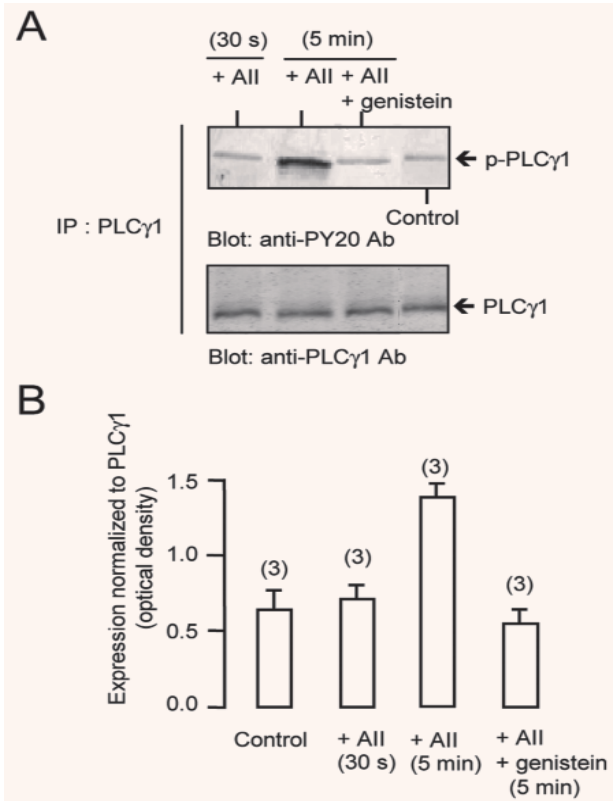 A
(30 s) (5 min)
+ AII + AII + AII
+ genistein
p-PLCγ1
Control
IP : PLCγ1
Blot: anti-PY20 Ab
PLCγ1
Blot: anti-PLCγ1 Ab
B
Expression normalized to PLCγ1
(optical density)
1.5
1.0
0.5
0.0
(3)
(3)
(3)
(3)
Control
+ AII
(30 s)
+ AII
(5 min)
+ AII
+ genistein
(5 min)